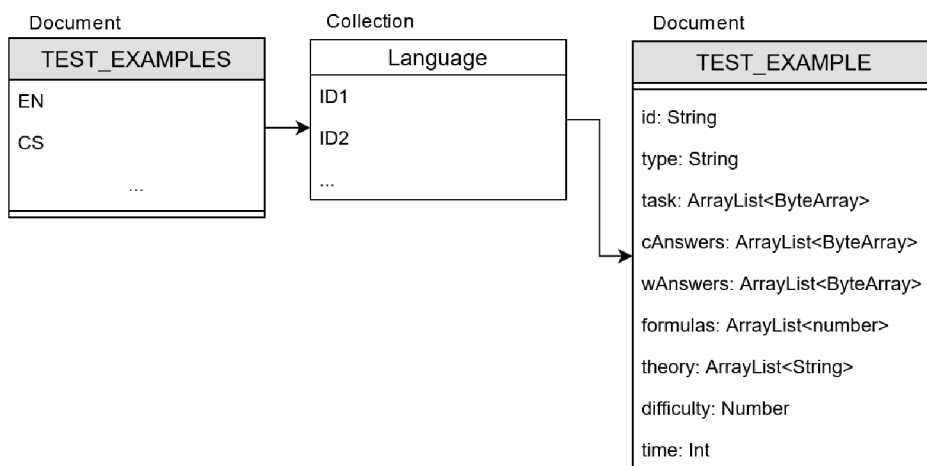 Document
TEST_EXAMPLES
EN
CS
...
Collection
Language
ID1
ID2
...
Document
TEST_EXAMPLE
id: String
type: String
task: ArrayList<ByteArray>
cAnswers: ArrayList<ByteArray>
wAnswers: ArrayList<ByteArray>
formulas: ArrayList<number>
theory: ArrayList<String>
difficulty: Number
time: Int